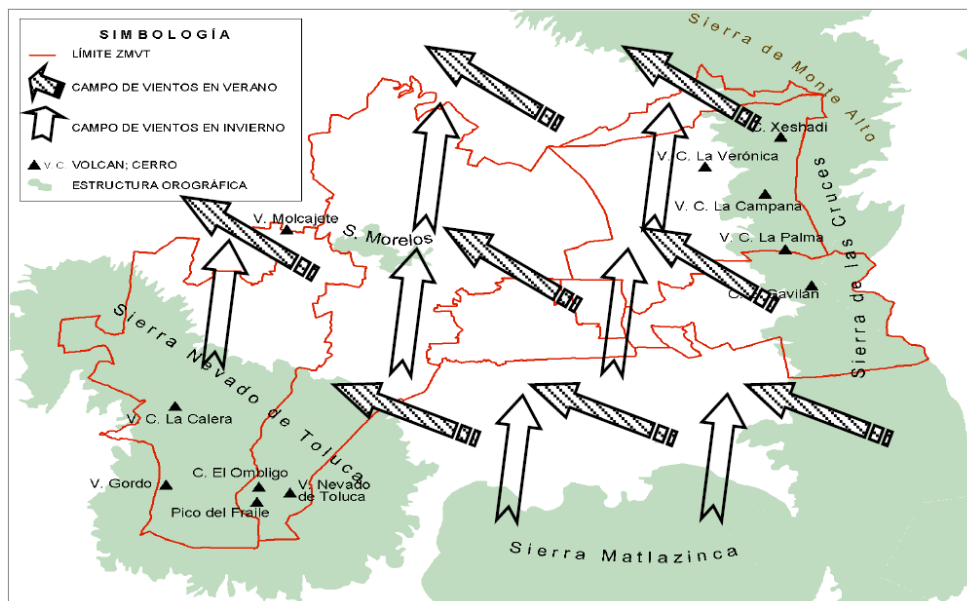 SIMBOLOGÍA
LÍMITE ZMVT
CAMPO DE VIENTOS EN VERANO
CAMPO DE VIENTOS EN INVIERNO
V. C. VOLCAN; CERRO
ESTRUCTURA OROGRÁFICA
Sierra de Monte Alto
C. Xeshadí
V. C. La Verónica
V. C. La Campana
Sierra de las Cruces
V. Molcajete
S. Morelos
V. C. La Palma
Gavilán
Sierra Nevado de Toluca
V. C. La Calera
V. Gordo
C. El Ombligo
V. Nevado
de Toluca
Pico del Fraile
Sierra Matlazinca